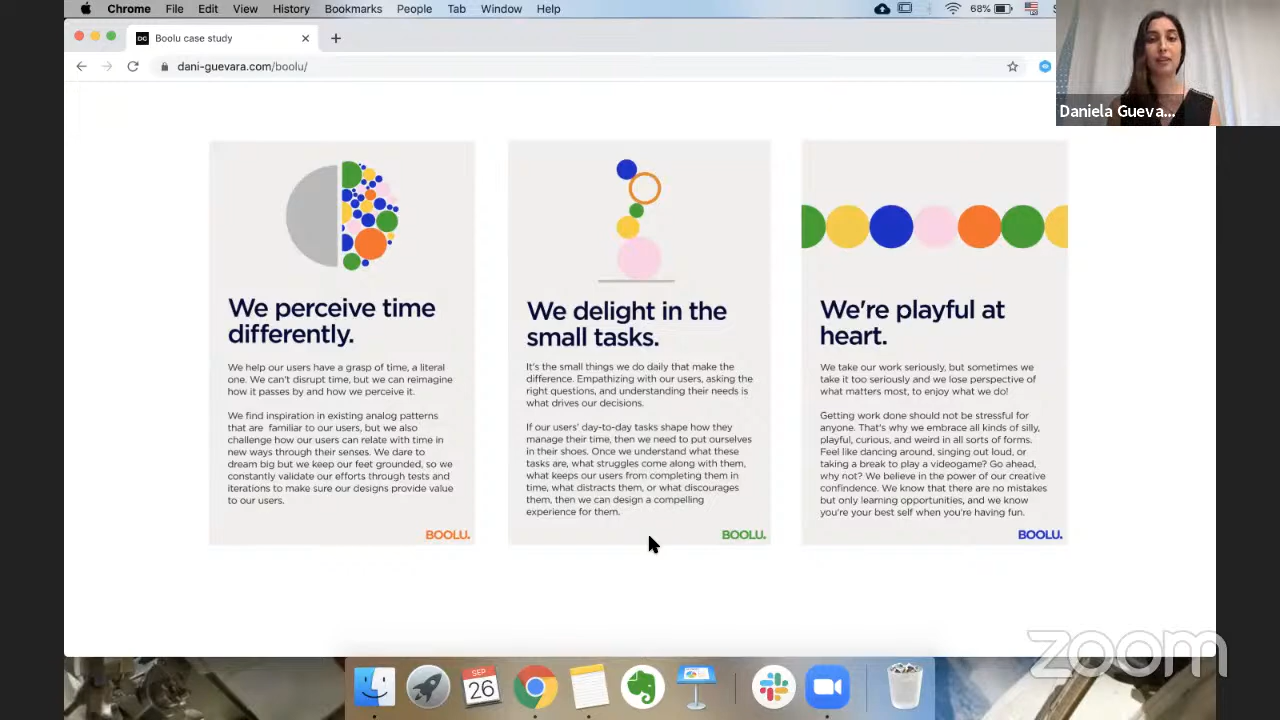 Chrome File Edit View History Bookmarks People Tab Window Help
68%
DG Boolu case study
dani-guevara.com/boolu/
Daniela Gueva...
We perceive time
differently.
We help our users have a grasp of time, a literal
one. We can't disrupt time, but we can reimagine
how it passes by and how we perceive it.
We find inspiration in existing analog patterns
that are familiar to our users, but we also
challenge how our users can relate with time in
new ways through their senses. We dare to
dream big but we keep our feet grounded, so we
constantly validate our efforts through tests and
iterations to make sure our designs provide value
to our users.
BOOLU.
We delight in the
small tasks.
It's the small things we do daily that make the
difference. Empathizing with our users, asking the
right questions, and understanding their needs is
what drives our decisions.
If our users' day-to-day tasks shape how they
manage their time, then we need to put ourselves
in their shoes. Once we understand what these
tasks are, what struggles come along with them,
what keeps our users from completing them in
time, what distracts them, or what discourages
them, then we can design a compelling
experience for them.
BOOLU.
We're playful at
heart.
We take our work seriously, but sometimes we
take it too seriously and we lose perspective of
what matters most, to enjoy what we do!
Getting work done should not be stressful for
anyone. That's why we embrace all kinds of silly,
playful, curious, and weird in all sorts of forms.
Feel like dancing around, singing out loud, or
taking a break to play a videogame? Go ahead,
why not? We believe in the power of our creative
confidence. We know that there are no mistakes
but only learning opportunities, and we know
you're your best self when you're having fun.
BOOLU.
zoom
SEP
26